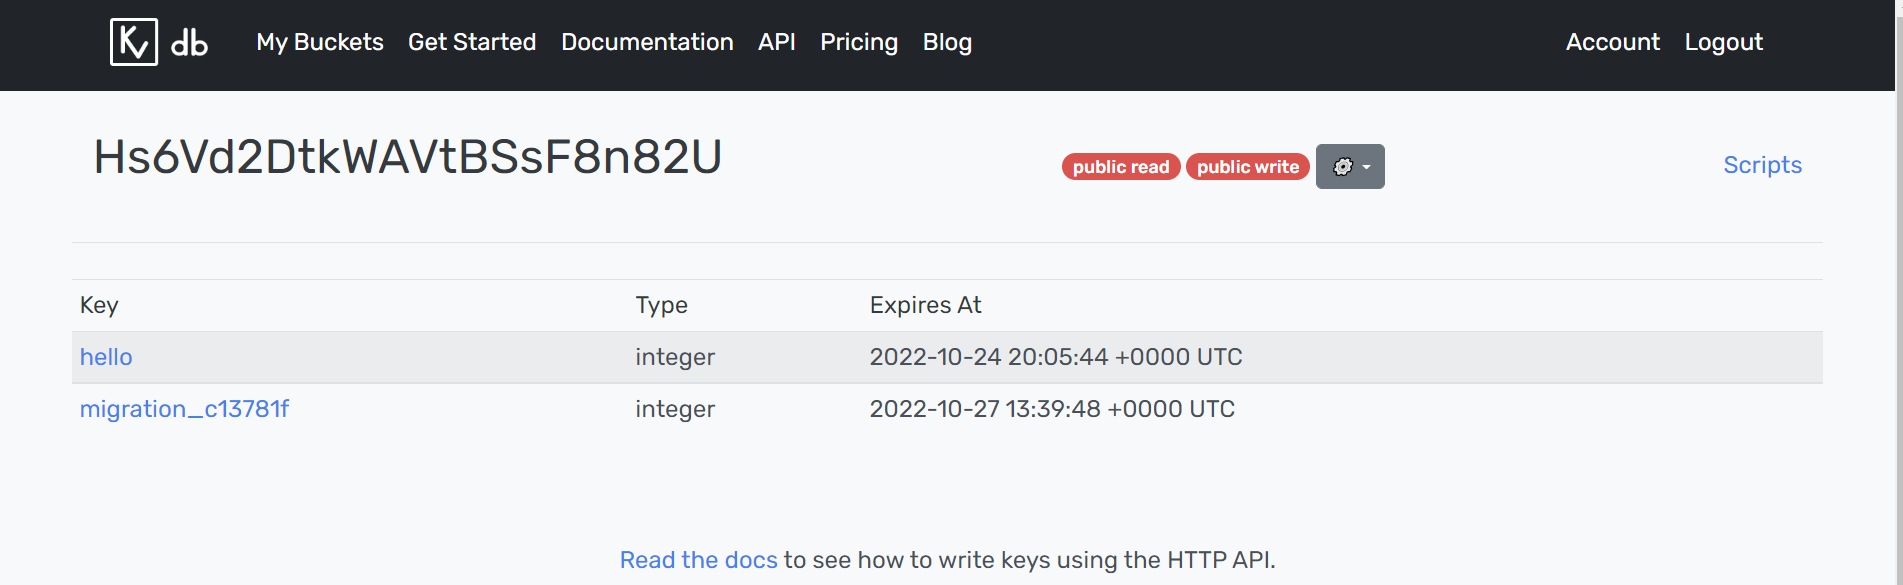 Kv db My Buckets Get Started Documentation API Pricing Blog Account Logout
Hs6Vd2DtkWAVtBSsF8n82U public read public write Scripts
Key Type Expires At
hello integer 2022-10-24 20:05:44 +0000 UTC
migration_c13781f integer 2022-10-27 13:39:48 +0000 UTC
Read the docs to see how to write keys using the HTTP API.